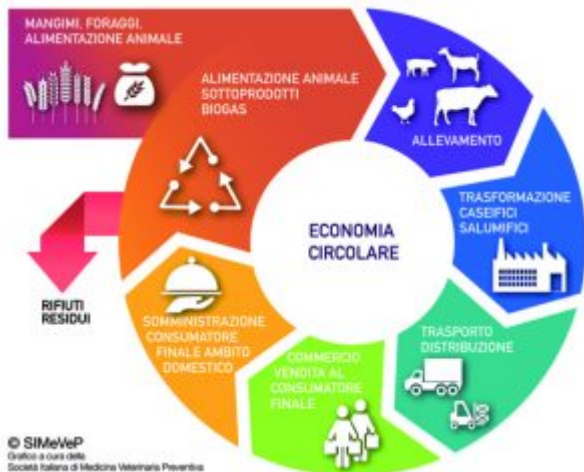 MANGIMI, FORAGGI,
ALIMENTAZIONE ANIMALE
ALIMENTAZIONE ANIMALE
SOTTOPRODOTTI
BIOGAS
ALLEVAMENTO
TRASFORMAZIONE
CASEIFICI
SALUMIFICI
ECONOMIA
CIRCOLARE
TRASPORTO
DISTRIBUZIONE
COMMERCIO
VENDITA AL
CONSUMATORE
FINALE
SOMMINISTRAZIONE
CONSUMATORE
FINALE AMBITO
DOMESTICO
RIFIUTI
RESIDUI
© SIMeVeP
Grafico a cura della
Società Italiana di Medicina Veterinaria Preventiva